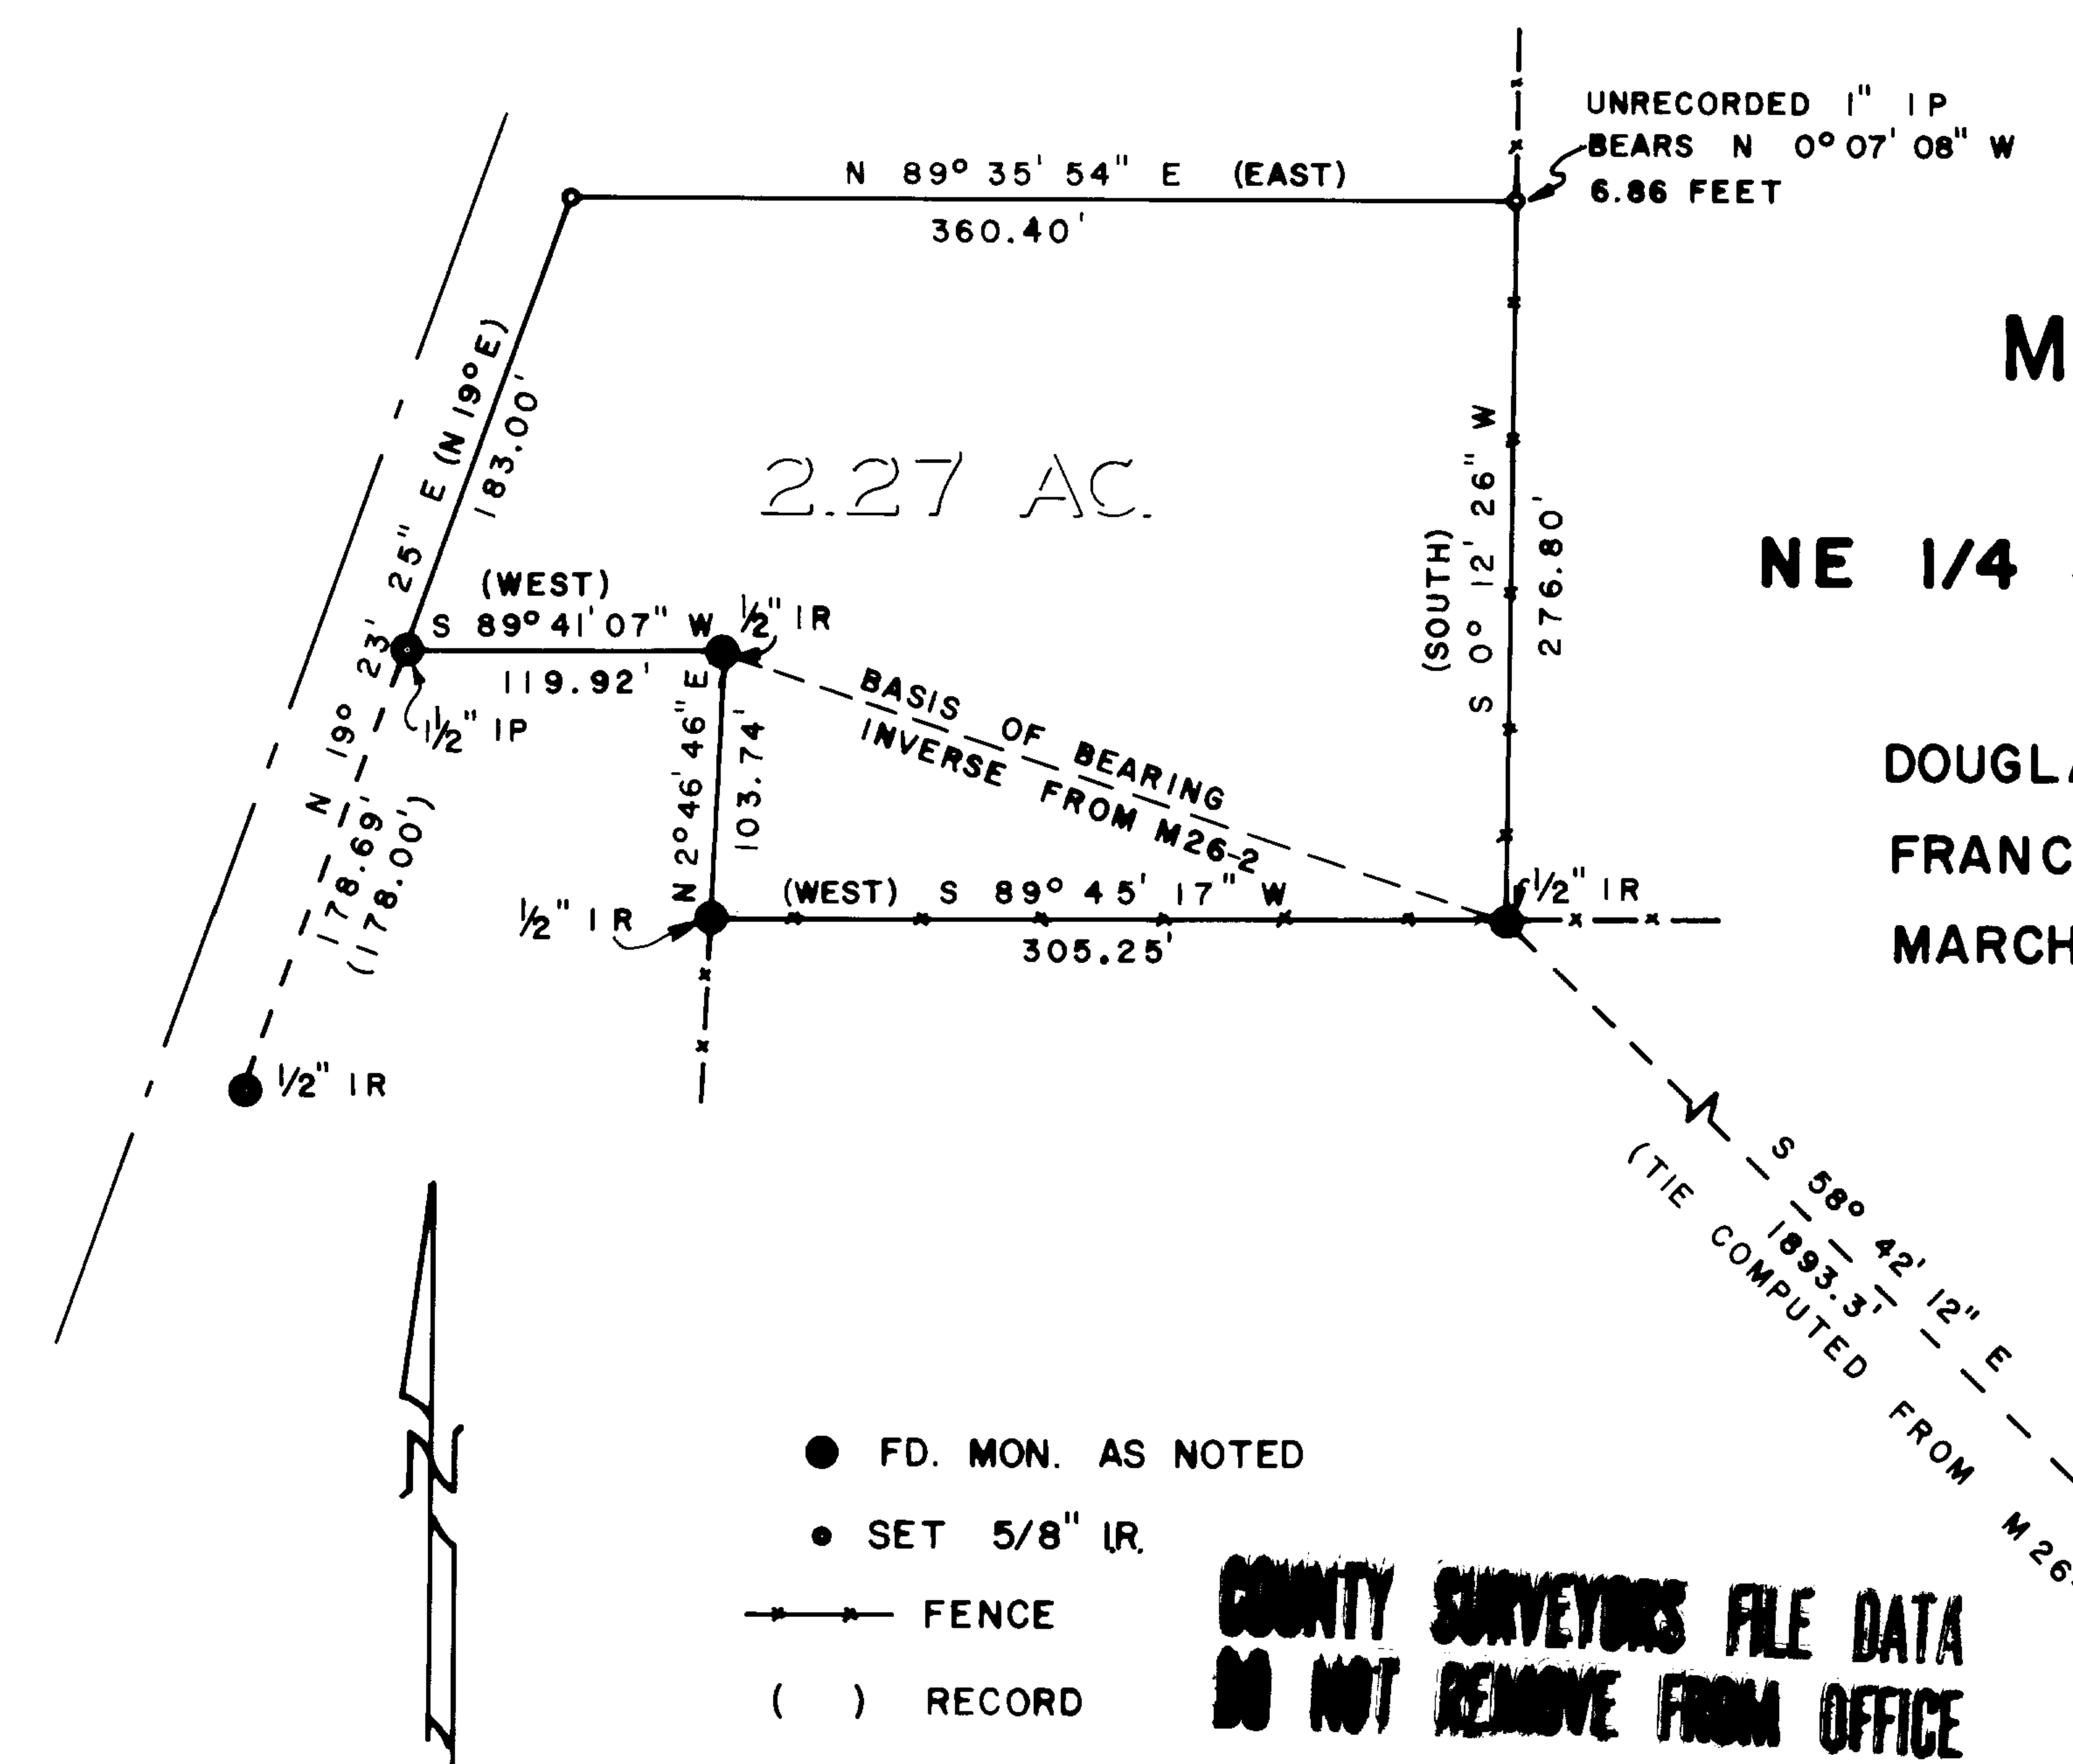 UNRECORDED 1" IP
BEARS N 0° 07' 08" W
6.86 FEET
N 89° 35' 54" E (EAST)
360.40'
M
N 19° 23' 25" E (N 19° E)
183.00'
2.27 AC.
(SOUTH)
S 0° 12' 26" W
276.80'
NE 1/4
(WEST)
S 89° 41' 07" W
119.92'
1/2" IR
1 1/2" IP
N 2° 46' 46" E
103.74'
BASIS OF BEARING
INVERSE FROM M26-2
DOUGLA
FRANC
MARCH
178.69'
(178.00')
1/2" IR
(WEST) S 89° 45' 17" W
305.25'
1/2" IR
1/2" IR
S 58° 42' 12" E
1893.3'
(TIE COMPUTED FROM M26
N
FD. MON. AS NOTED
SET 5/8" I.R.
FENCE
( ) RECORD
COUNTY SURVEYORS FILE DATA
DO NOT REMOVE FROM OFFICE